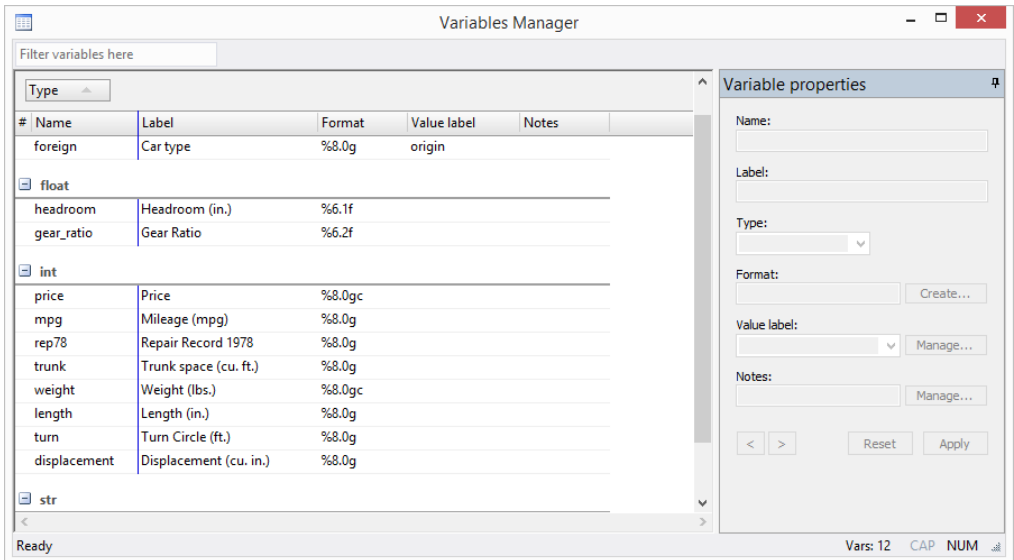 Variables Manager
Filter variables here
Type
# Name Label Format Value label Notes
foreign Car type %8.0g origin
float
headroom Headroom (in.) %6.1f
gear_ratio Gear Ratio %6.2f
int
price Price %8.0gc
mpg Mileage (mpg) %8.0g
rep78 Repair Record 1978 %8.0g
trunk Trunk space (cu. ft.) %8.0g
weight Weight (lbs.) %8.0gc
length Length (in.) %8.0g
turn Turn Circle (ft.) %8.0g
displacement Displacement (cu. in.) %8.0g
str
Variable properties
Name:
Label:
Type:
Format:
Create...
Value label:
Manage...
Notes:
Manage...
< > Reset Apply
Ready Vars: 12 CAP NUM